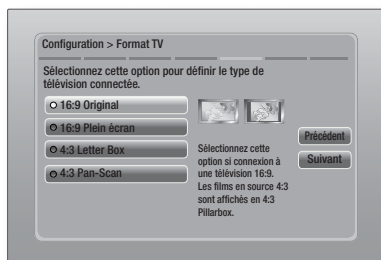 Configuration > Format TV
Sélectionnez cette option pour définir le type de
télévision connectée.
16:9 Original
16:9 Plein écran
4:3 Letter Box
4:3 Pan-Scan
Sélectionnez cette
option si connexion à
une télévision 16:9.
Les films en source 4:3
sont affichés en 4:3
Pillarbox.
Précédent
Suivant